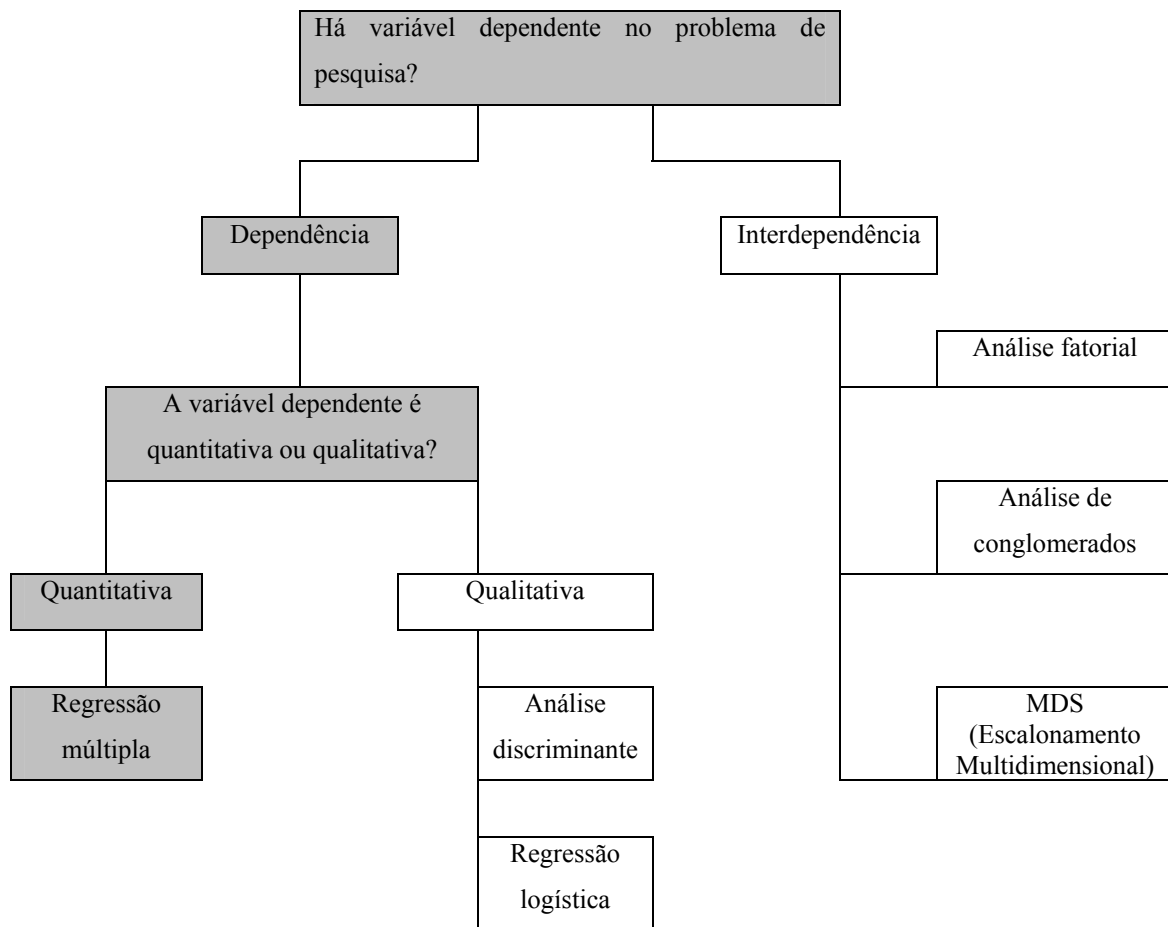 Há variável dependente no problema de
pesquisa?
Dependência
Interdependência
Análise fatorial
A variável dependente é
quantitativa ou qualitativa?
Análise de
conglomerados
Quantitativa
Qualitativa
Regressão
múltipla
Análise
discriminante
MDS
(Escalonamento
Multidimensional)
Regressão
logística